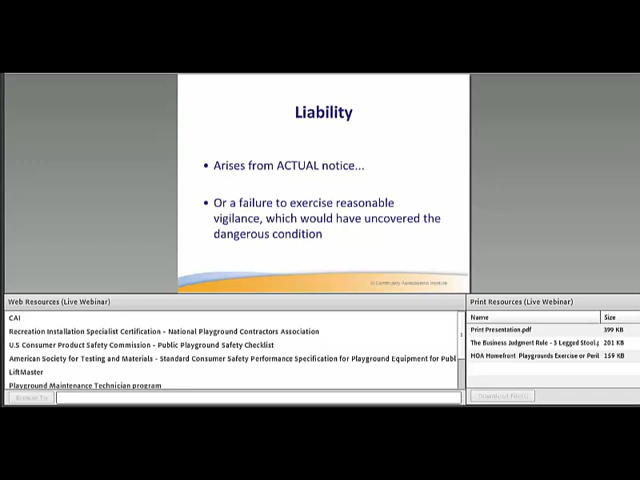 Liability
• Arises from ACTUAL notice...
• Or a failure to exercise reasonable
vigilance, which would have uncovered the
dangerous condition
© Community Associations Institute
Web Resources (Live Webinar)
CAI
Recreation Installation Specialist Certification - National Playground Contractors Association
U.S Consumer Product Safety Commission - Public Playground Safety Checklist
American Society for Testing and Materials - Standard Consumer Safety Performance Specification for Playground Equipment for Publ
LiftMaster
Playground Maintenance Technician program
Browse To
Print Resources (Live Webinar)
Name Size
Print Presentation.pdf 399 KB
The Business Judgment Rule - 3 Legged Stool.p 201 KB
HOA Homefront Playgrounds Exercise or Peril 159 KB
Download File(s)